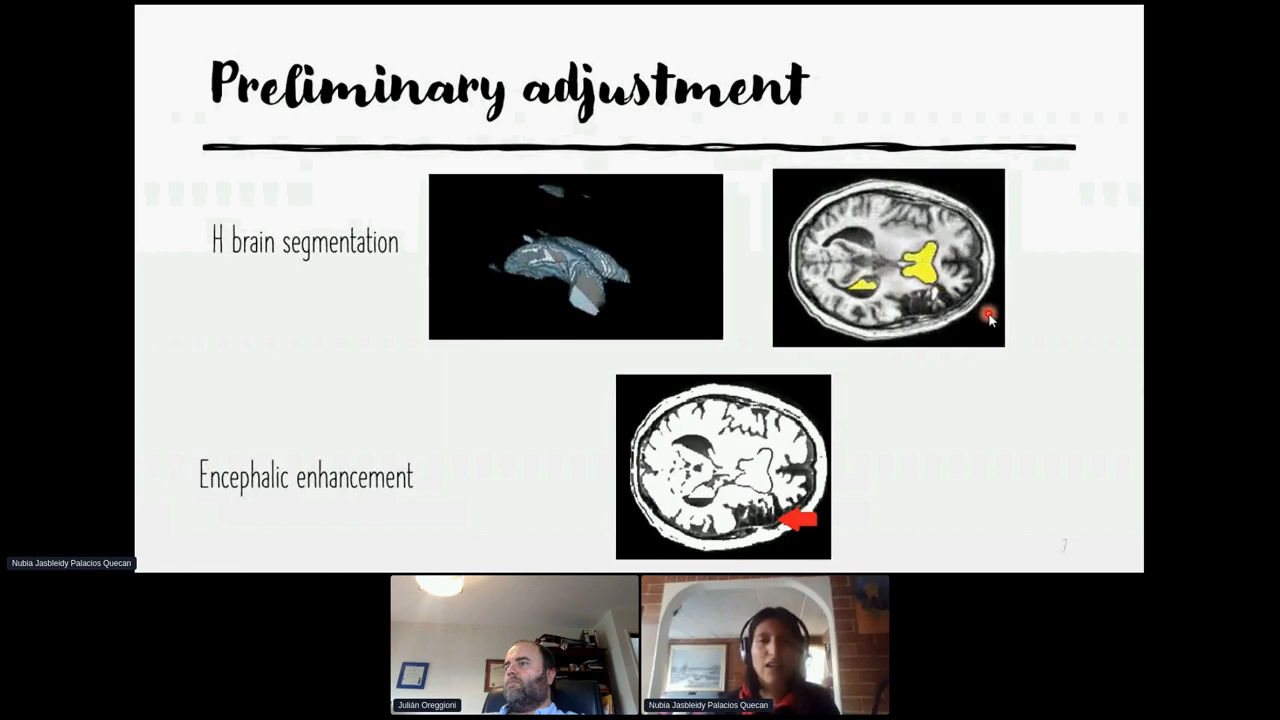 Preliminary adjustment
H brain segmentation
Encephalic enhancement
7
Nubia Jasbleidy Palacios Quecan
Julián Oreggioni
Nubia Jasbleidy Palacios Quecan